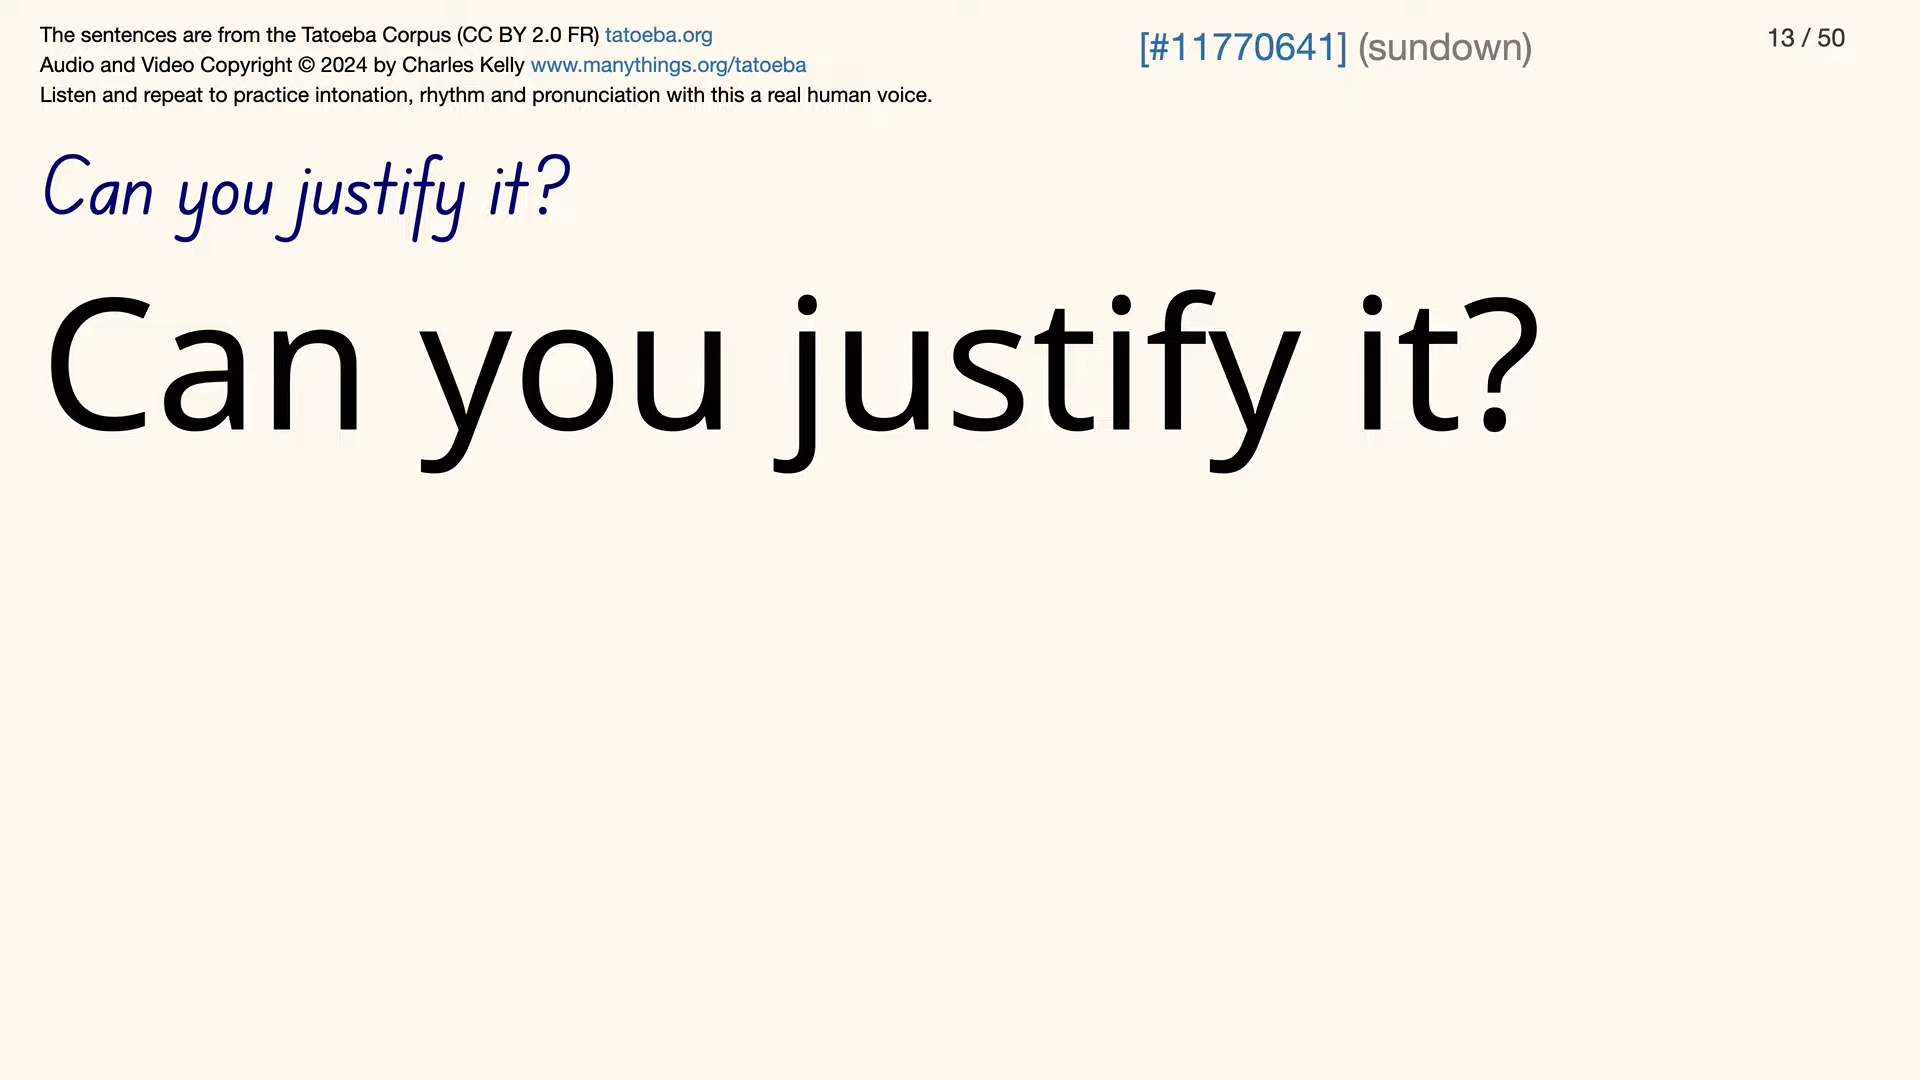 The sentences are from the Tatoeba Corpus (CC BY 2.0 FR) tatoeba.org
Audio and Video Copyright © 2024 by Charles Kelly www.manythings.org/tatoeba
Listen and repeat to practice intonation, rhythm and pronunciation with this a real human voice.
[#11770641] (sundown)
13 / 50
Can you justify it?
Can you justify it?